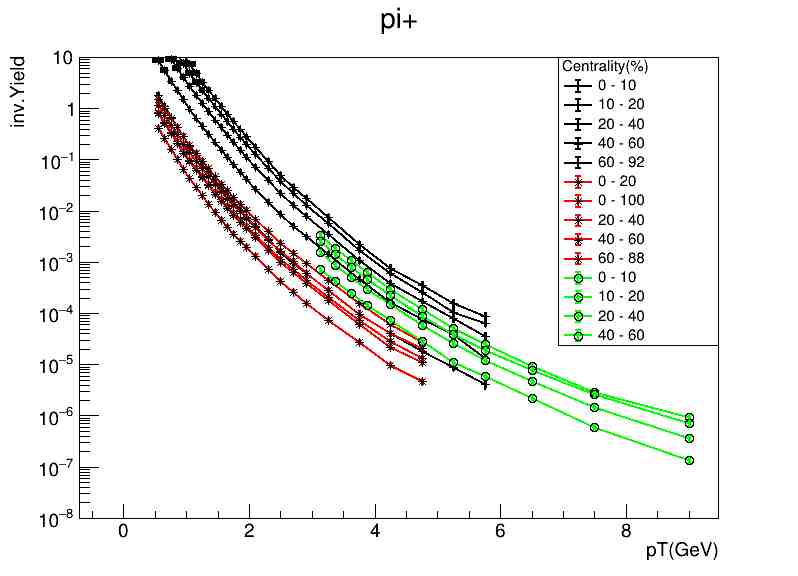 pi+
inv.Yield
10
1
10⁻¹
10⁻²
10⁻³
10⁻⁴
10⁻⁵
10⁻⁶
10⁻⁷
10⁻⁸
Centrality(%)
0 - 10
10 - 20
20 - 40
40 - 60
60 - 92
0 - 20
0 - 100
20 - 40
40 - 60
60 - 88
0 - 10
10 - 20
20 - 40
40 - 60
0 2 4 6 8
pT(GeV)